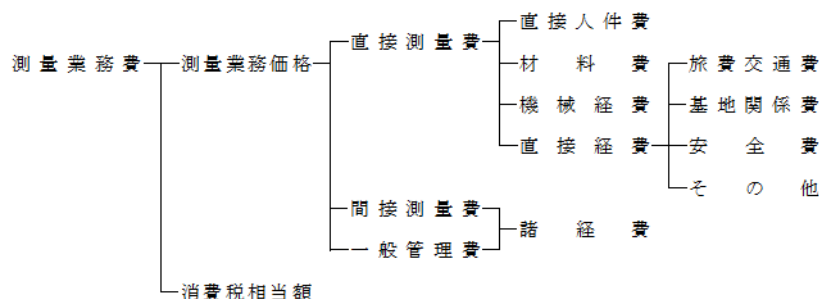 直接人件費
直接測量費
測量業務費
測量業務価格
材料費
旅費交通費
機械経費
基地関係費
直接経費
安全費
その他
間接測量費
諸経費
一般管理費
消費税相当額